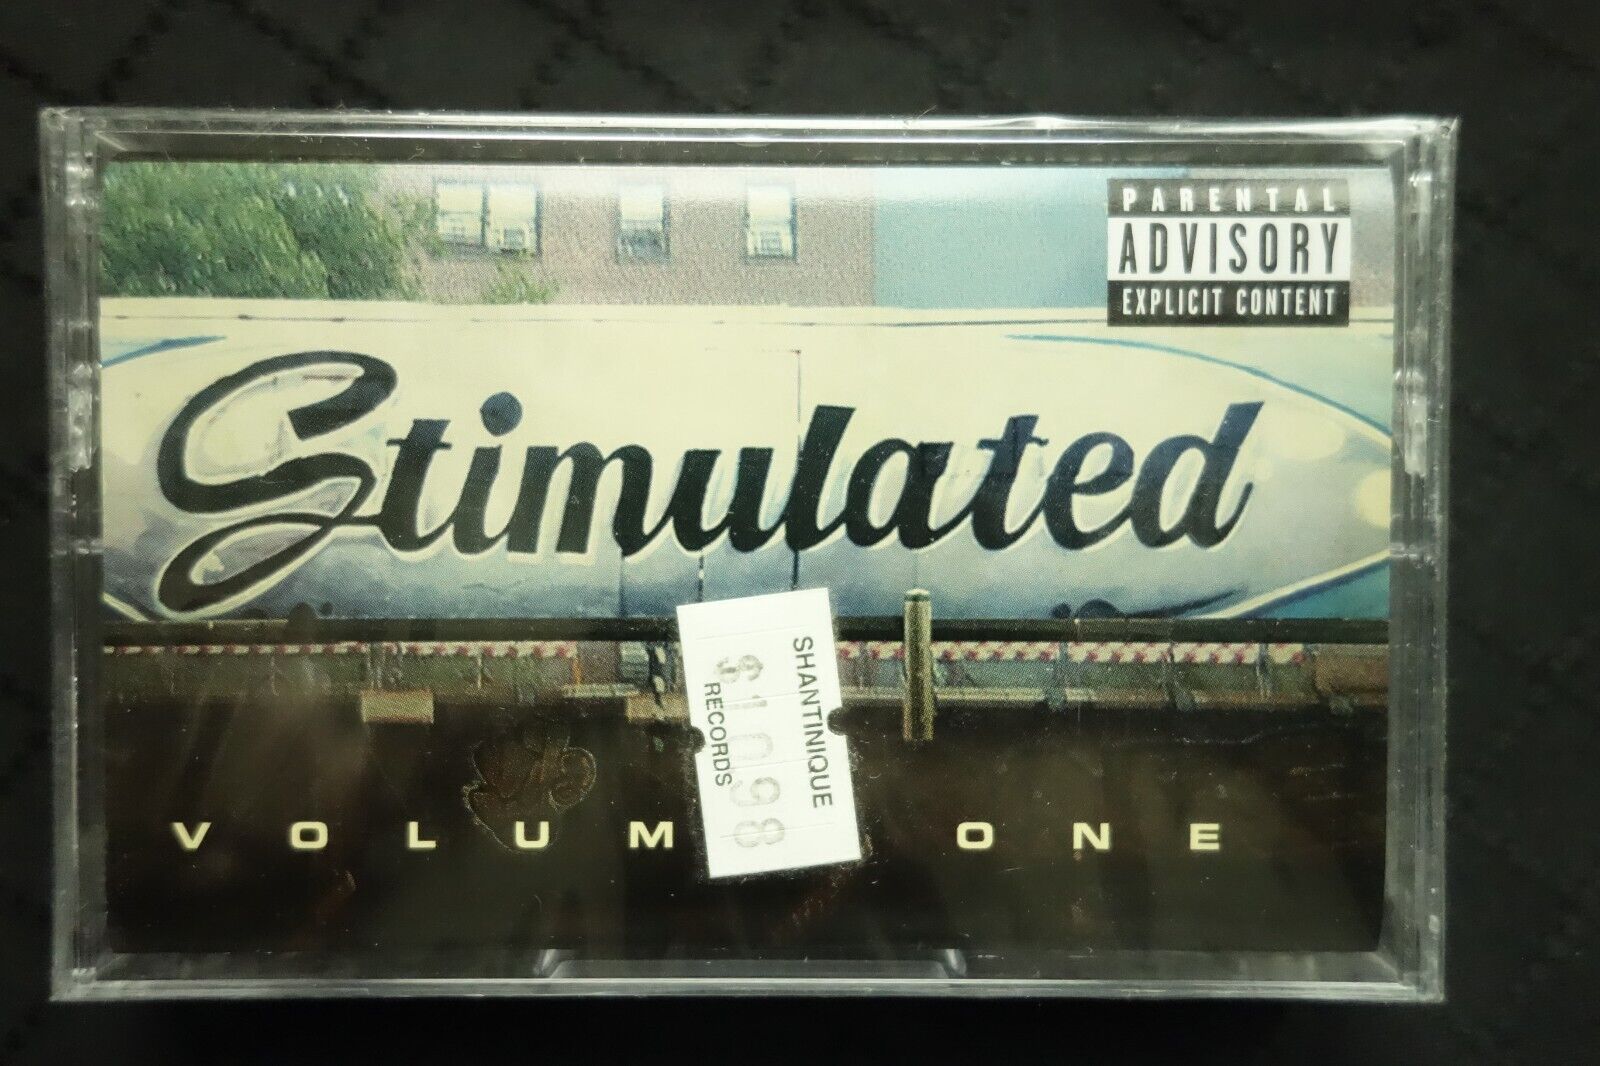 PARENTAL
ADVISORY
EXPLICIT CONTENT
Stimulated
SHANTINIQUE
$10.98
RECORDS
VOLUM ONE